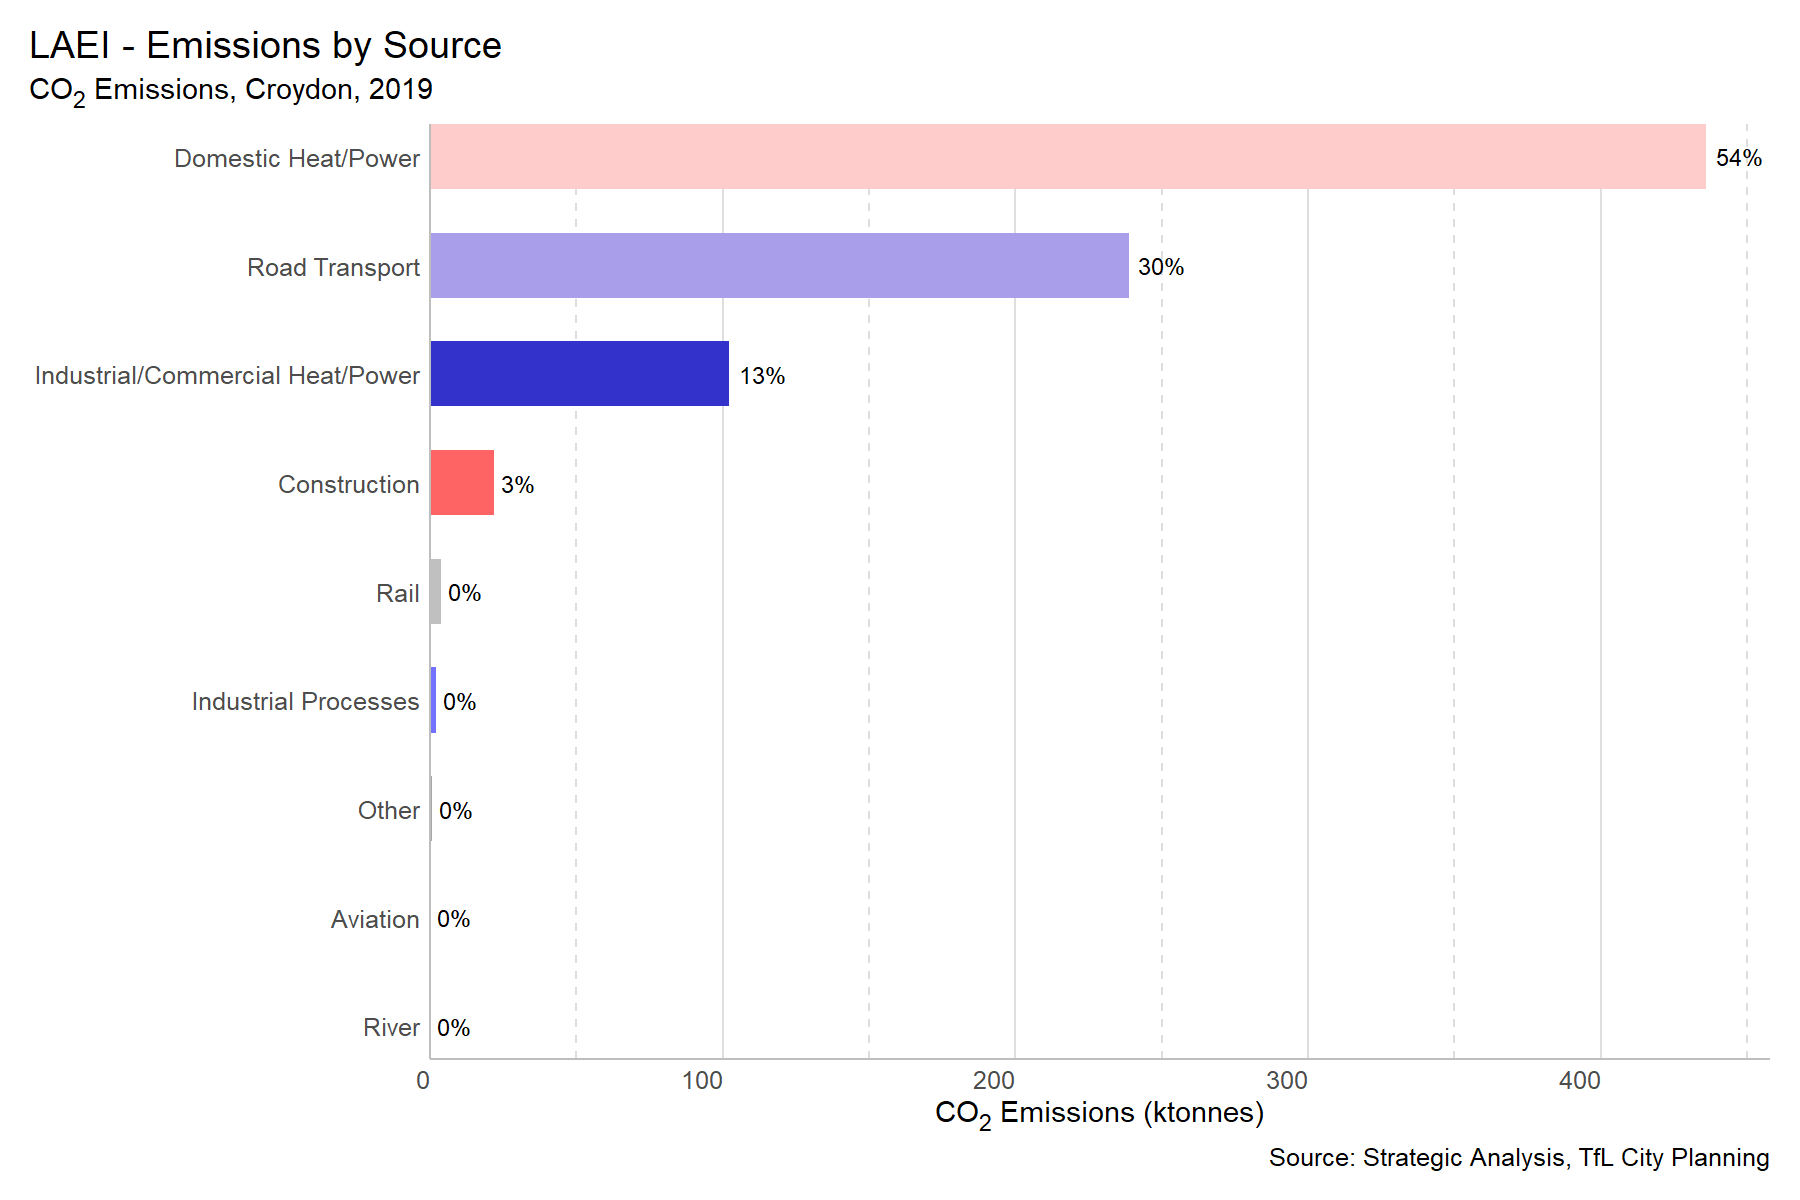 LAEI - Emissions by Source
CO₂ Emissions, Croydon, 2019
Domestic Heat/Power 54%
Road Transport 30%
Industrial/Commercial Heat/Power 13%
Construction 3%
Rail 0%
Industrial Processes 0%
Other 0%
Aviation 0%
River 0%
0 100 200 300 400
CO₂ Emissions (ktonnes)
Source: Strategic Analysis, TfL City Planning